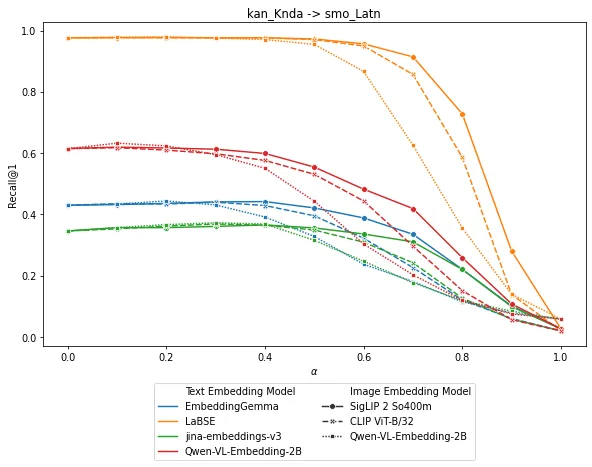 kan_Knda -> smo_Latn
Recall@1
1.0
0.8
0.6
0.4
0.2
0.0
0.0 0.2 0.4 0.6 0.8 1.0
α
Text Embedding Model Image Embedding Model
EmbeddingGemma SigLIP 2 So400m
LaBSE CLIP ViT-B/32
jina-embeddings-v3 Qwen-VL-Embedding-2B
Qwen-VL-Embedding-2B